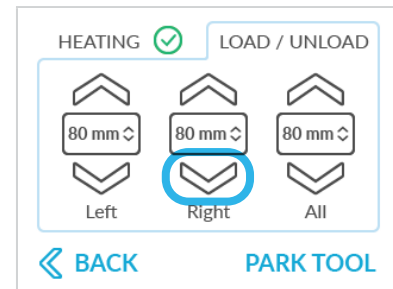 HEATING LOAD / UNLOAD
80 mm 80 mm 80 mm
Left Right All
BACK PARK TOOL